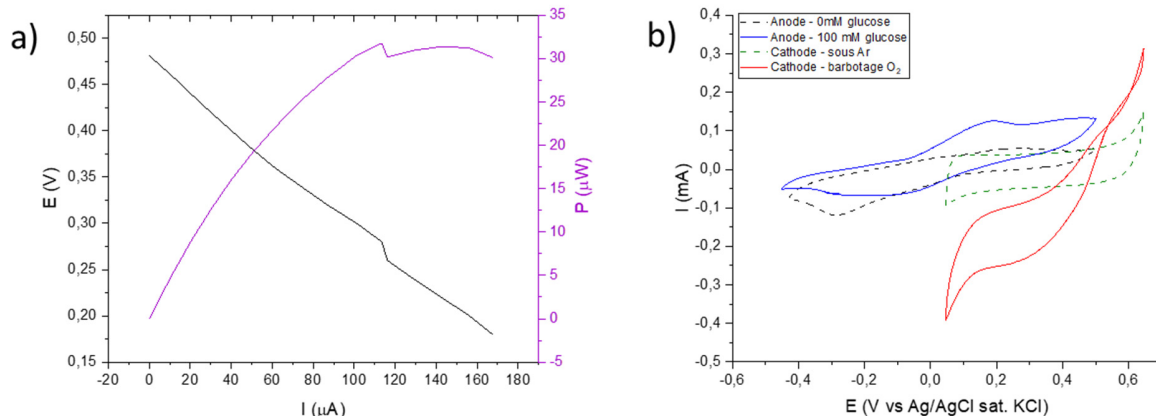 a)
E (V)
0,50
0,45
0,40
0,35
0,30
0,25
0,20
0,15
-20 0 20 40 60 80 100 120 140 160 180
I (μA)
35
30
25
20
15
10
5
0
-5
P (μW)
b)
I (mA)
0,4
0,3
0,2
0,1
0,0
-0,1
-0,2
-0,3
-0,4
-0,5
Anode - 0mM glucose
Anode - 100 mM glucose
Cathode - sous Ar
Cathode - barbotage O₂
-0,6 -0,4 -0,2 0,0 0,2 0,4 0,6
E (V vs Ag/AgCl sat. KCl)